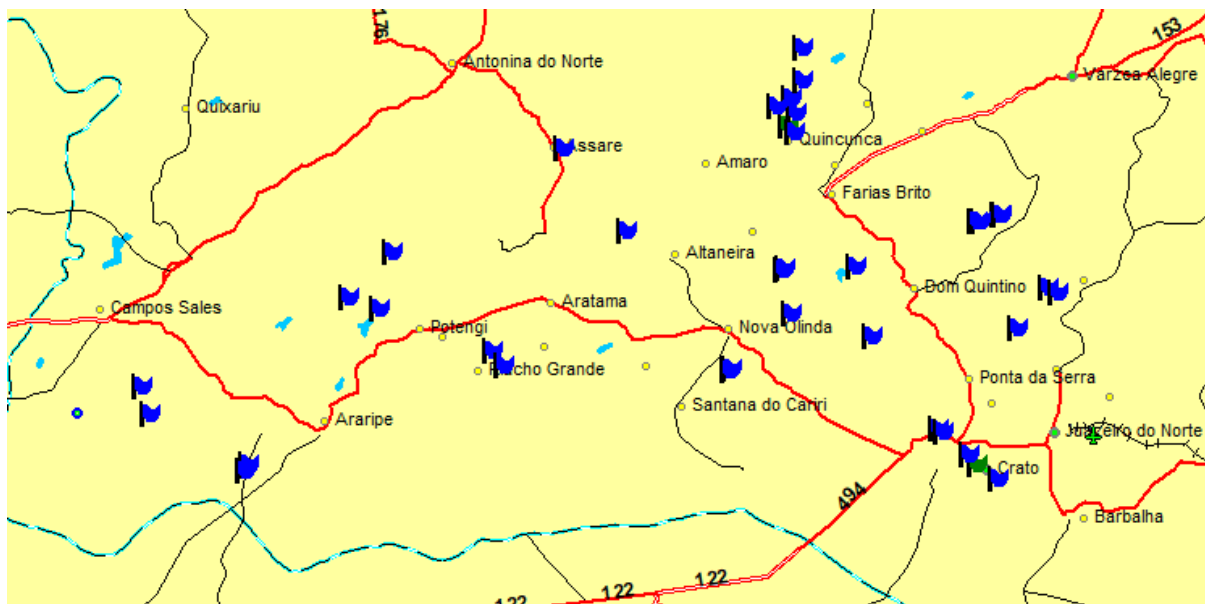 176
153
Antonina do Norte
Varzea Alegre
Quixariu
Assare
Quincunca
Amaro
Farias Brito
Altaneira
Dom Quintino
Campos Sales
Aratama
Potengi
Nova Olinda
Riacho Grande
Ponta da Serra
Santana do Cariri
Araripe
Juazeiro do Norte
Crato
494
Barbalha
122
122
122